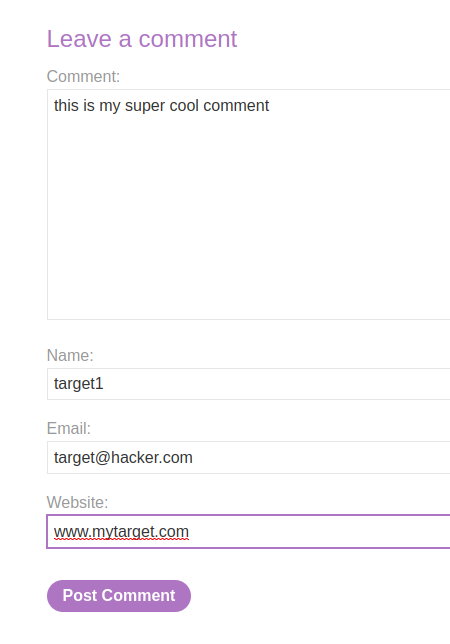 Leave a comment
Comment:
this is my super cool comment
Name:
target1
Email:
target@hacker.com
Website:
www.mytarget.com
Post Comment